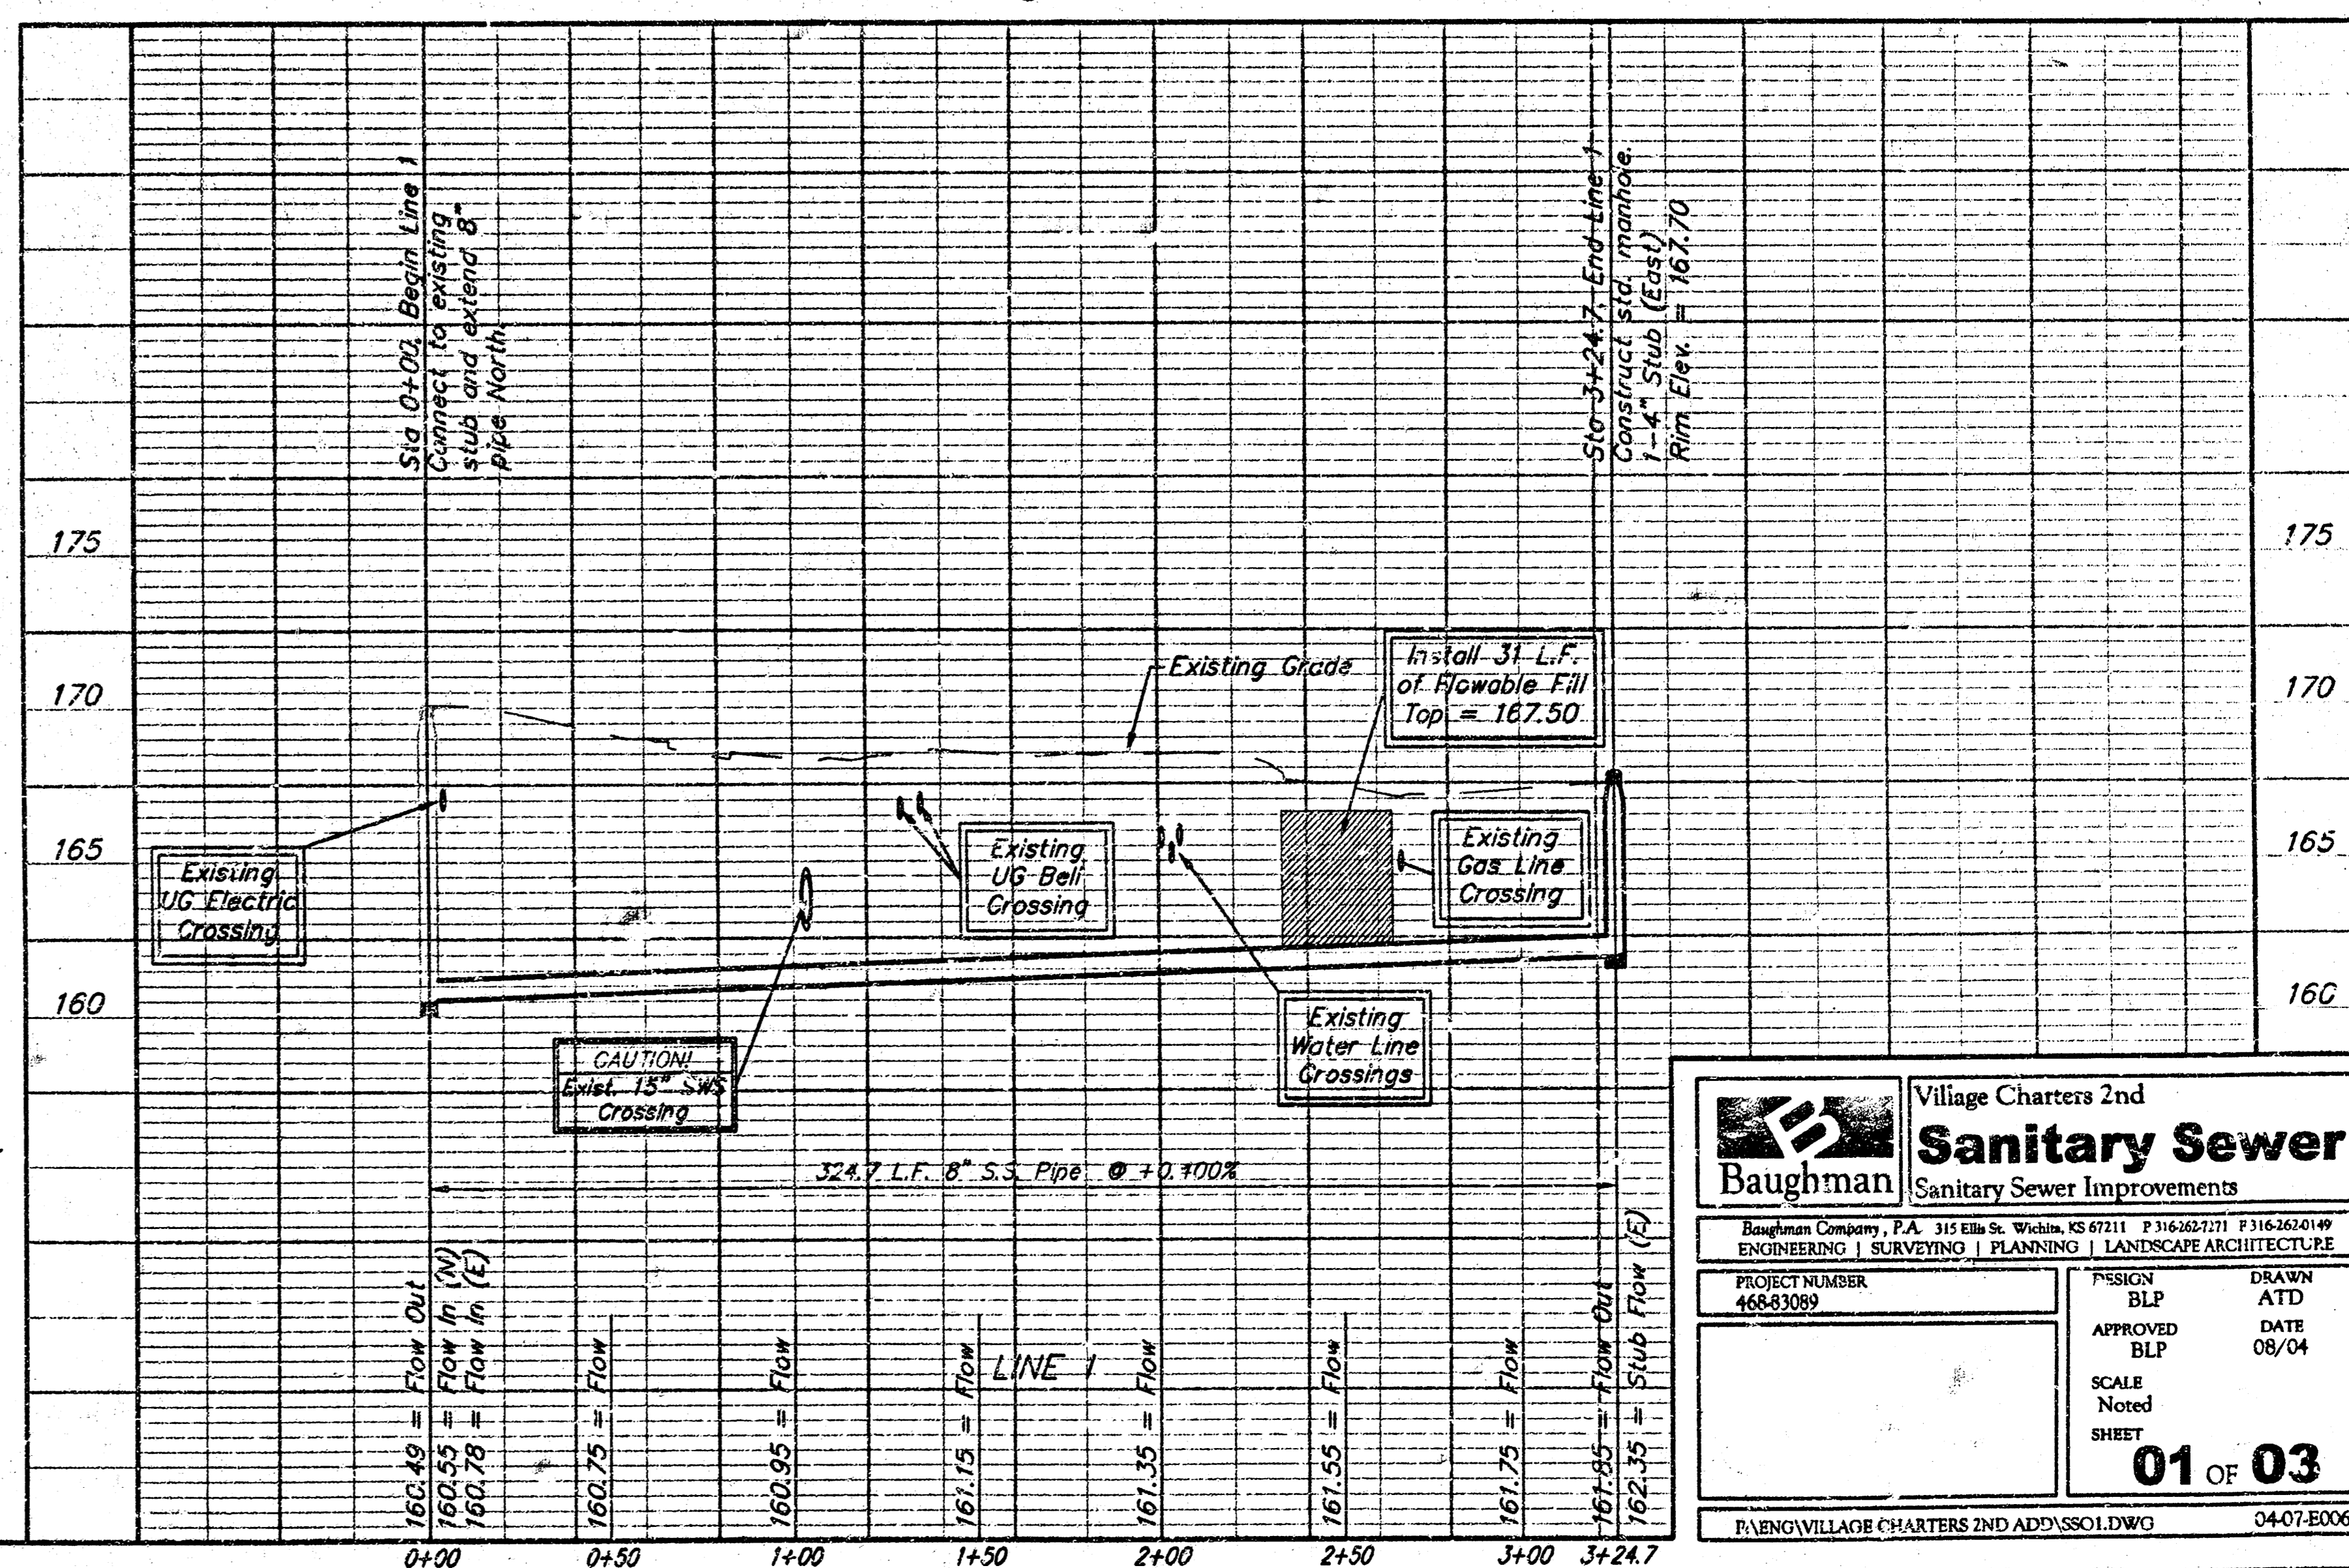 Sta 0+00, Begin Line 1
Connect to existing
stub and extend 8"
pipe North.
Sta 3+24.7, End Line 1
Construct std. manhole.
1-4" Stub (East)
Rim Elev. = 167.70
175
175
170
170
165
165
160
160
Existing Grade
Install 31 L.F.
of Flowable Fill
Top = 167.50
Existing
UG Electric
Crossing
Existing
UG Bell
Crossing
Existing
Gas Line
Crossing
Existing
Water Line
Crossings
CAUTION!
Exist. 15" SWS
Crossing
324.7 L.F. 8" S.S. Pipe @
160.49 = Flow Out
160.55 = Flow In (N)
160.78 = Flow In (E)
160.75 = Flow
160.95 = Flow
161.15 = Flow
LINE 1
161.35 = Flow
161.55 = Flow
161.75 = Flow
161.85 = Flow Out
162.35 = Stub Flow (E)
0+00
0+50
1+00
1+50
2+00
2+50
3+00
3+24.7
Baughman
Village Charters 2nd
Sanitary Sewer
Sanitary Sewer Improvements
Baughman Company, P.A. 315 Ellis St. Wichita, KS 67211 P 316-262-7271 F 316-262-0149
ENGINEERING | SURVEYING | PLANNING | LANDSCAPE ARCHITECTURE
PROJECT NUMBER
468-83089
DESIGN
BLP
DRAWN
ATD
APPROVED
BLP
DATE
08/04
SCALE
Noted
SHEET
01 OF 03
P:\ENG\VILLAGE CHARTERS 2ND ADD\SSO1.DWG
04-07-E006